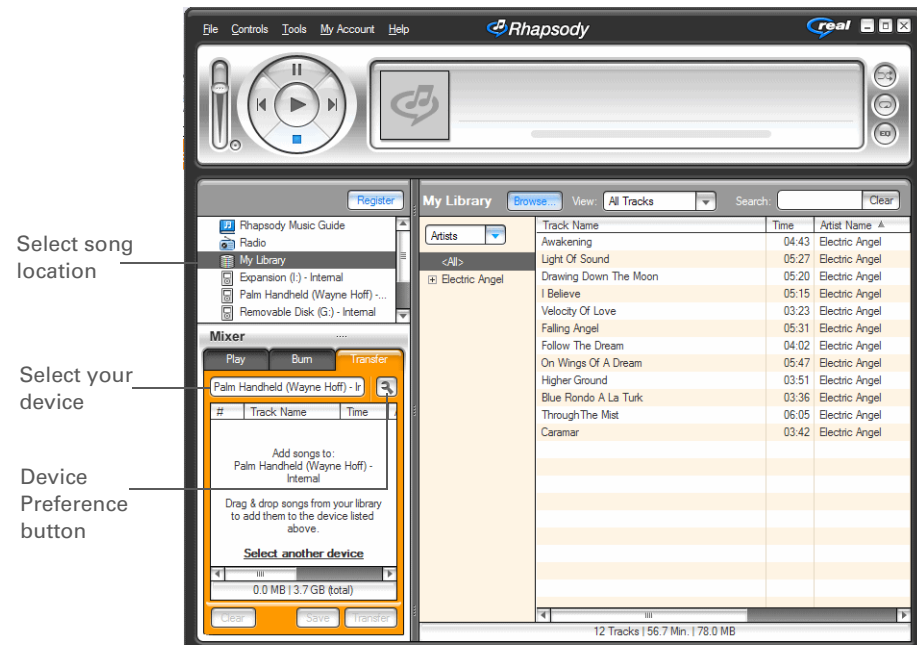 File Controls Tools My Account Help
Rhapsody
real
EQ
Register
Rhapsody Music Guide
Radio
My Library
Expansion (I:) - Internal
Palm Handheld (Wayne Hoff) -...
Removable Disk (G:) - Internal
Select song
location
Mixer
Play Burn Transfer
Select your
device
Palm Handheld (Wayne Hoff) - Ir
# Track Name Time
Add songs to:
Palm Handheld (Wayne Hoff) -
Internal
Drag & drop songs from your library
to add them to the device listed
above.
Select another device
Device
Preference
button
0.0 MB | 3.7 GB (total)
Clear Save Transfer
My Library Browse... View: All Tracks Search: Clear
Artists
<All>
Electric Angel
Track Name Time Artist Name
Awakening 04:43 Electric Angel
Light Of Sound 05:27 Electric Angel
Drawing Down The Moon 05:20 Electric Angel
I Believe 05:15 Electric Angel
Velocity Of Love 03:23 Electric Angel
Falling Angel 05:31 Electric Angel
Follow The Dream 04:02 Electric Angel
On Wings Of A Dream 05:47 Electric Angel
Higher Ground 03:51 Electric Angel
Blue Rondo A La Turk 03:36 Electric Angel
Through The Mist 06:05 Electric Angel
Caramar 03:42 Electric Angel
12 Tracks | 56.7 Min. | 78.0 MB